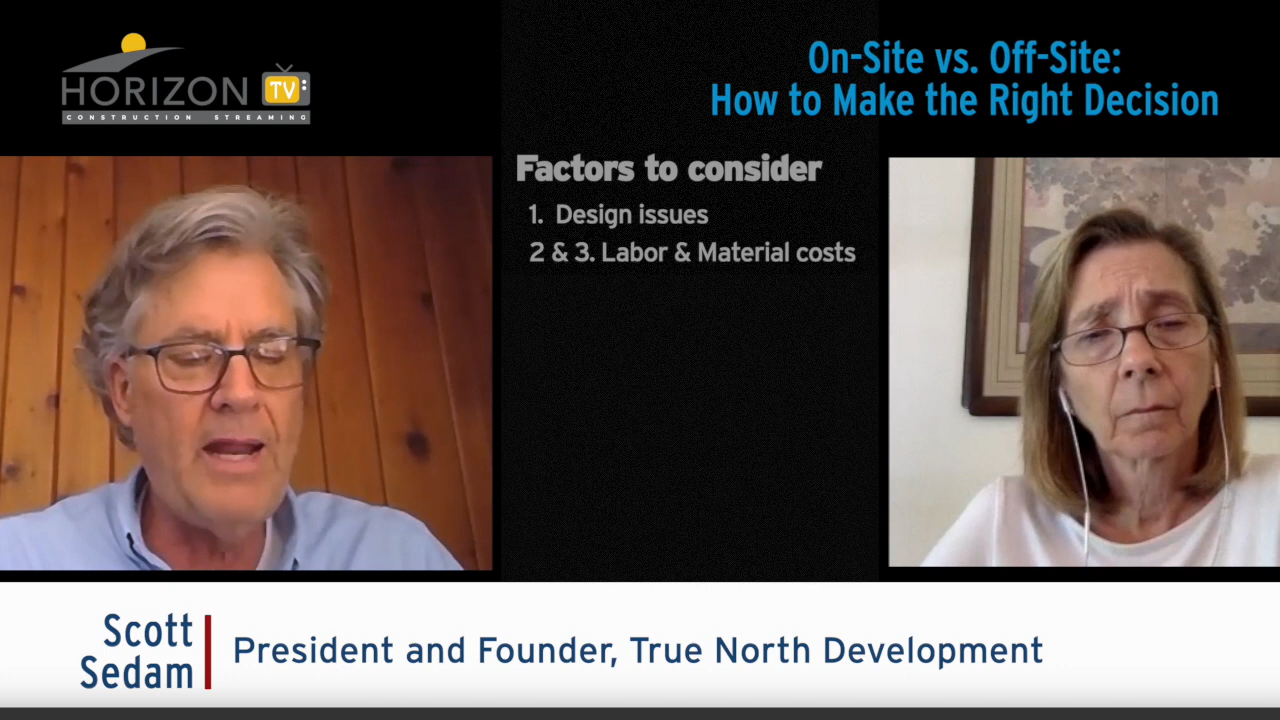 HORIZON TV
CONSTRUCTION STREAMING
On-Site vs. Off-Site:
How to Make the Right Decision
Factors to consider
1. Design issues
2 & 3. Labor & Material costs
Scott
Sedam
President and Founder, True North Development